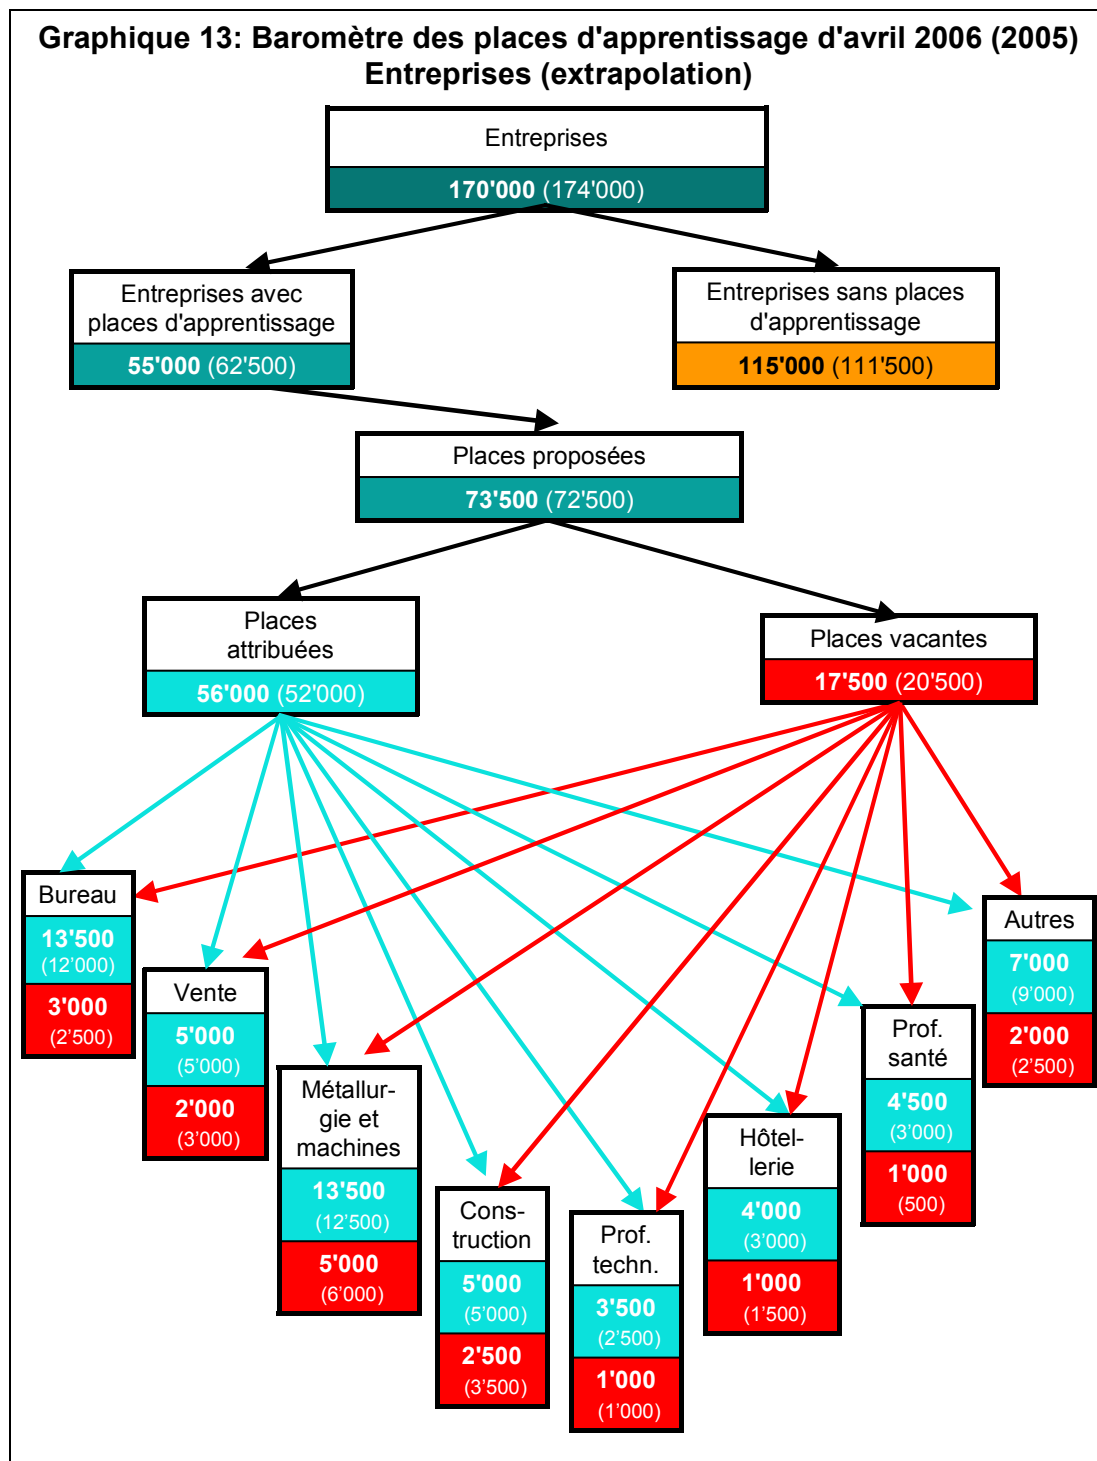 Graphique 13: Baromètre des places d'apprentissage d'avril 2006 (2005)
Entreprises (extrapolation)
Entreprises
170'000 (174'000)
Entreprises avec
places d'apprentissage
55'000 (62'500)
Entreprises sans places
d'apprentissage
115'000 (111'500)
Places proposées
73'500 (72'500)
Places
attribuées
56'000 (52'000)
Places vacantes
17'500 (20'500)
Bureau
13'500
(12’000)
3'000
(2’500)
Vente
5'000
(5’000)
2'000
(3’000)
Métallur-
gie et
machines
13'500
(12’500)
5'000
(6’000)
Cons-
truction
5'000
(5’000)
2'500
(3’500)
Prof.
techn.
3'500
(2’500)
1'000
(1’000)
Hôtel-
lerie
4'000
(3’000)
1'000
(1’500)
Prof.
santé
4'500
(3’000)
1'000
(500)
Autres
7'000
(9’000)
2'000
(2’500)